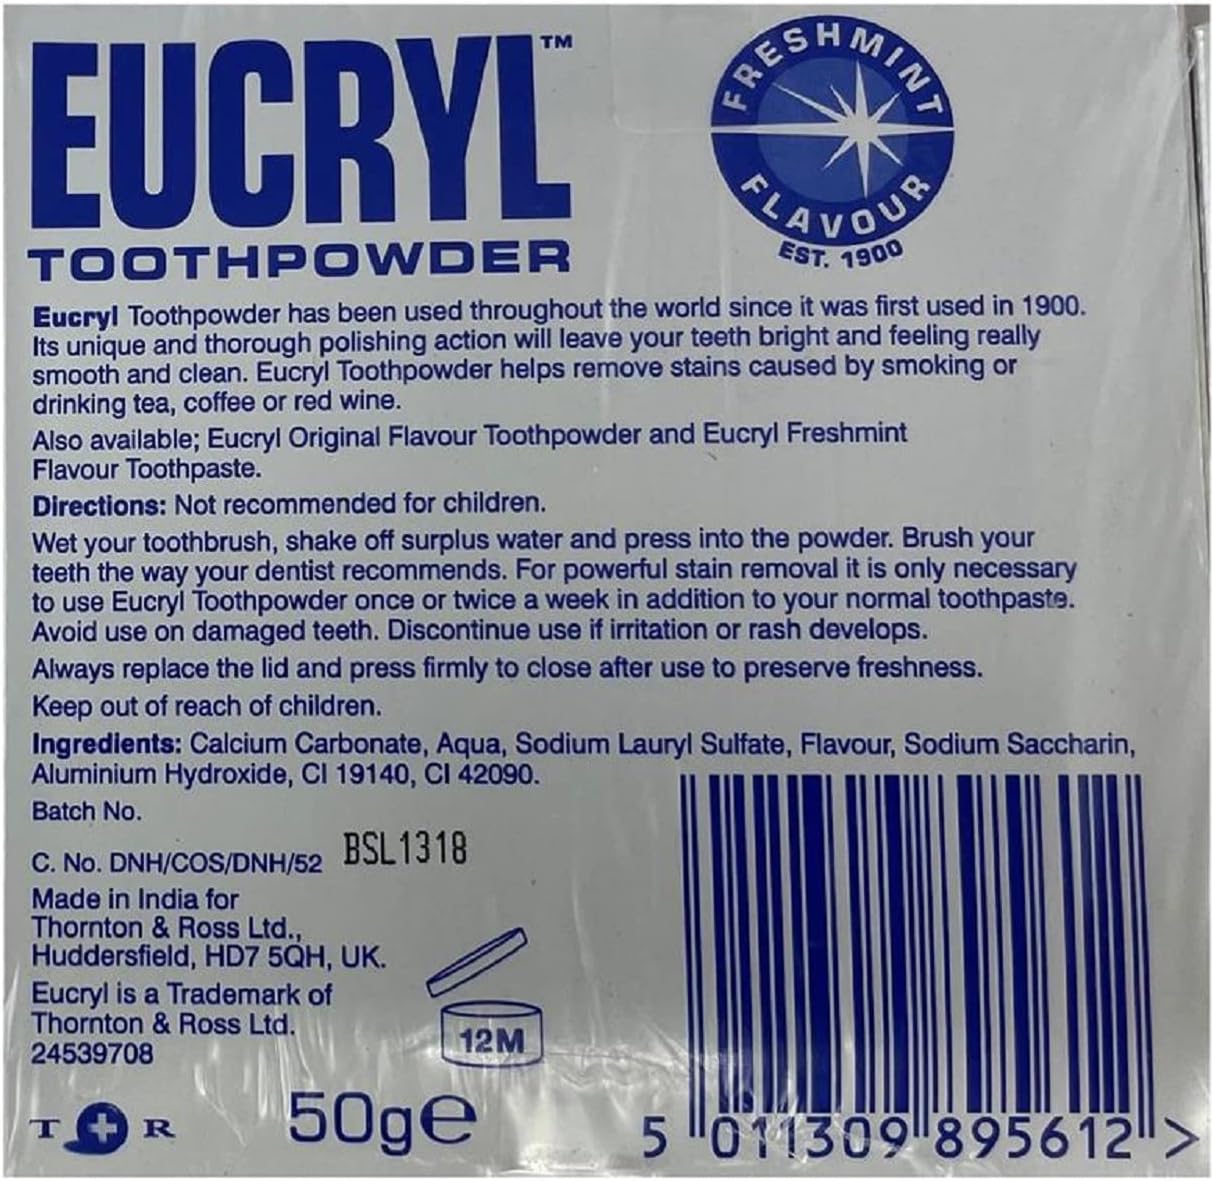 EUCRYL™
TOOTHPOWDER
FRESHMINT
FLAVOUR
EST. 1900
Eucryl Toothpowder has been used throughout the world since it was first used in 1900.
Its unique and thorough polishing action will leave your teeth bright and feeling really
smooth and clean. Eucryl Toothpowder helps remove stains caused by smoking or
drinking tea, coffee or red wine.
Also available; Eucryl Original Flavour Toothpowder and Eucryl Freshmint
Flavour Toothpaste.
Directions: Not recommended for children.
Wet your toothbrush, shake off surplus water and press into the powder. Brush your
teeth the way your dentist recommends. For powerful stain removal it is only necessary
to use Eucryl Toothpowder once or twice a week in addition to your normal toothpaste.
Avoid use on damaged teeth. Discontinue use if irritation or rash develops.
Always replace the lid and press firmly to close after use to preserve freshness.
Keep out of reach of children.
Ingredients: Calcium Carbonate, Aqua, Sodium Lauryl Sulfate, Flavour, Sodium Saccharin,
Aluminium Hydroxide, CI 19140, CI 42090.
Batch No.
BSL1318
C. No. DNH/COS/DNH/52
Made in India for
Thornton & Ross Ltd.,
Huddersfield, HD7 5QH, UK.
Eucryl is a Trademark of
Thornton & Ross Ltd.
24539708
12M
T R
50g℮
5 011309 895612 >